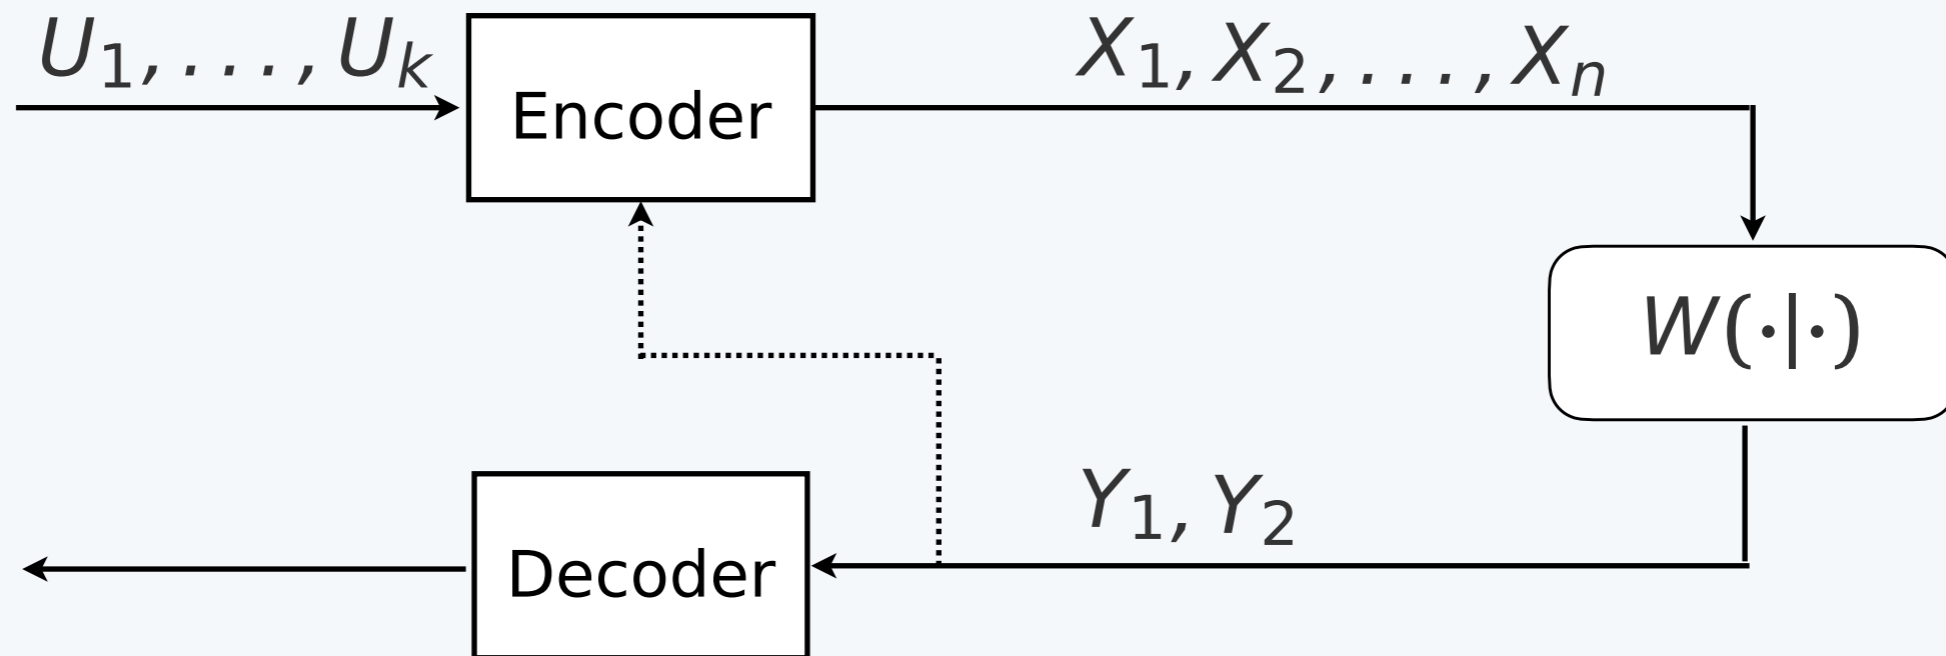 U₁, . . . , Uₖ
Encoder
X₁, X₂, . . . , Xₙ
W(·|·)
Y₁, Y₂
Decoder